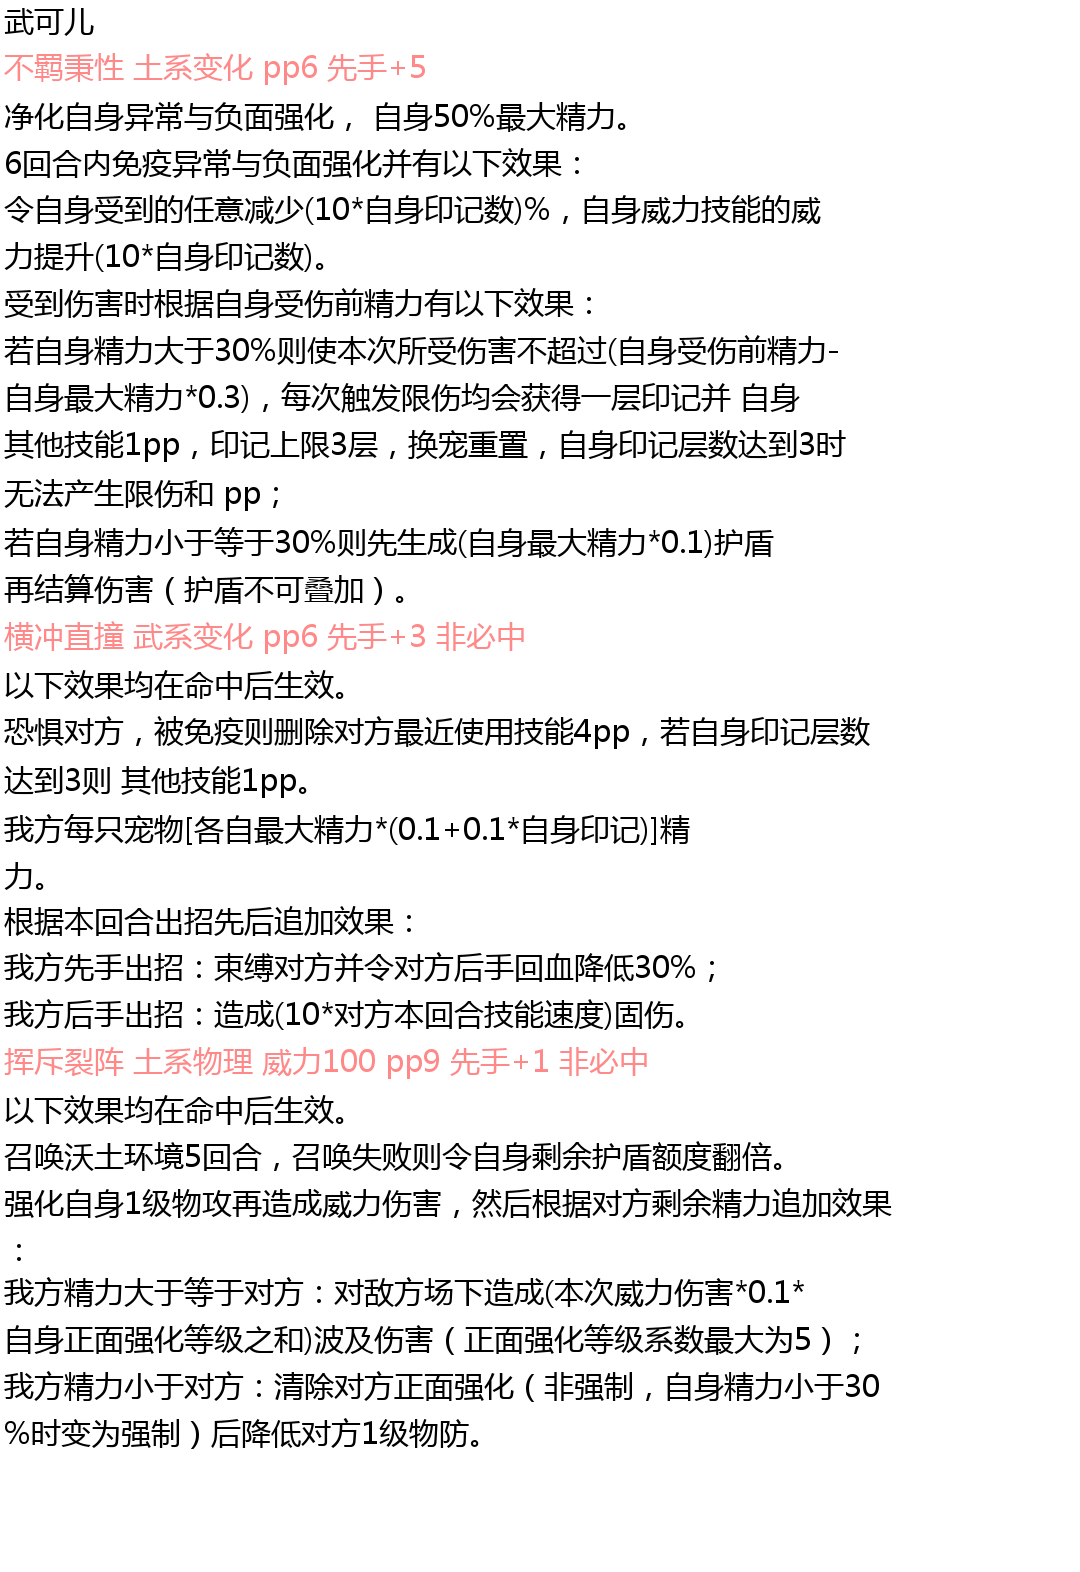 武可儿
不羁秉性 土系变化 pp6 先手+5
净化自身异常与负面强化， 自身50%最大精力。
6回合内免疫异常与负面强化并有以下效果：
令自身受到的任意减少(10*自身印记数)%，自身威力技能的威
力提升(10*自身印记数)。
受到伤害时根据自身受伤前精力有以下效果：
若自身精力大于30%则使本次所受伤害不超过(自身受伤前精力-
自身最大精力*0.3)，每次触发限伤均会获得一层印记并 自身
其他技能1pp，印记上限3层，换宠重置，自身印记层数达到3时
无法产生限伤和 pp；
若自身精力小于等于30%则先生成(自身最大精力*0.1)护盾
再结算伤害（护盾不可叠加）。
横冲直撞 武系变化 pp6 先手+3 非必中
以下效果均在命中后生效。
恐惧对方，被免疫则删除对方最近使用技能4pp，若自身印记层数
达到3则 其他技能1pp。
我方每只宠物[各自最大精力*(0.1+0.1*自身印记)]精
力。
根据本回合出招先后追加效果：
我方先手出招：束缚对方并令对方后手回血降低30%；
我方后手出招：造成(10*对方本回合技能速度)固伤。
挥斥裂阵 土系物理 威力100 pp9 先手+1 非必中
以下效果均在命中后生效。
召唤沃土环境5回合，召唤失败则令自身剩余护盾额度翻倍。
强化自身1级物攻再造成威力伤害，然后根据对方剩余精力追加效果
：
我方精力大于等于对方：对敌方场下造成(本次威力伤害*0.1*
自身正面强化等级之和)波及伤害（正面强化等级系数最大为5）；
我方精力小于对方：清除对方正面强化（非强制，自身精力小于30
%时变为强制）后降低对方1级物防。